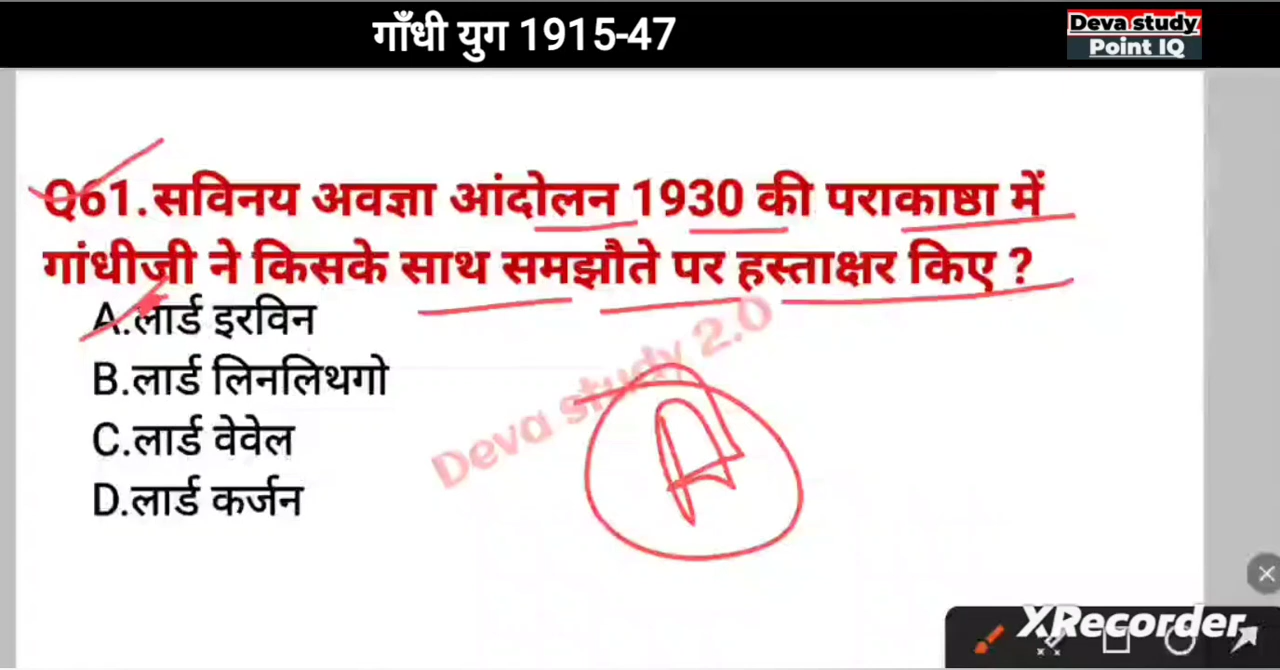 गाँधी युग 1915-47
Deva study
Point IQ
Q61.सविनय अवज्ञा आंदोलन 1930 की पराकाष्ठा में
गांधीजी ने किसके साथ समझौते पर हस्ताक्षर किए ?
A.लार्ड इरविन
B.लार्ड लिनलिथगो
C.लार्ड वेवेल
D.लार्ड कर्जन
Deva study 2.0
A
XRecorder